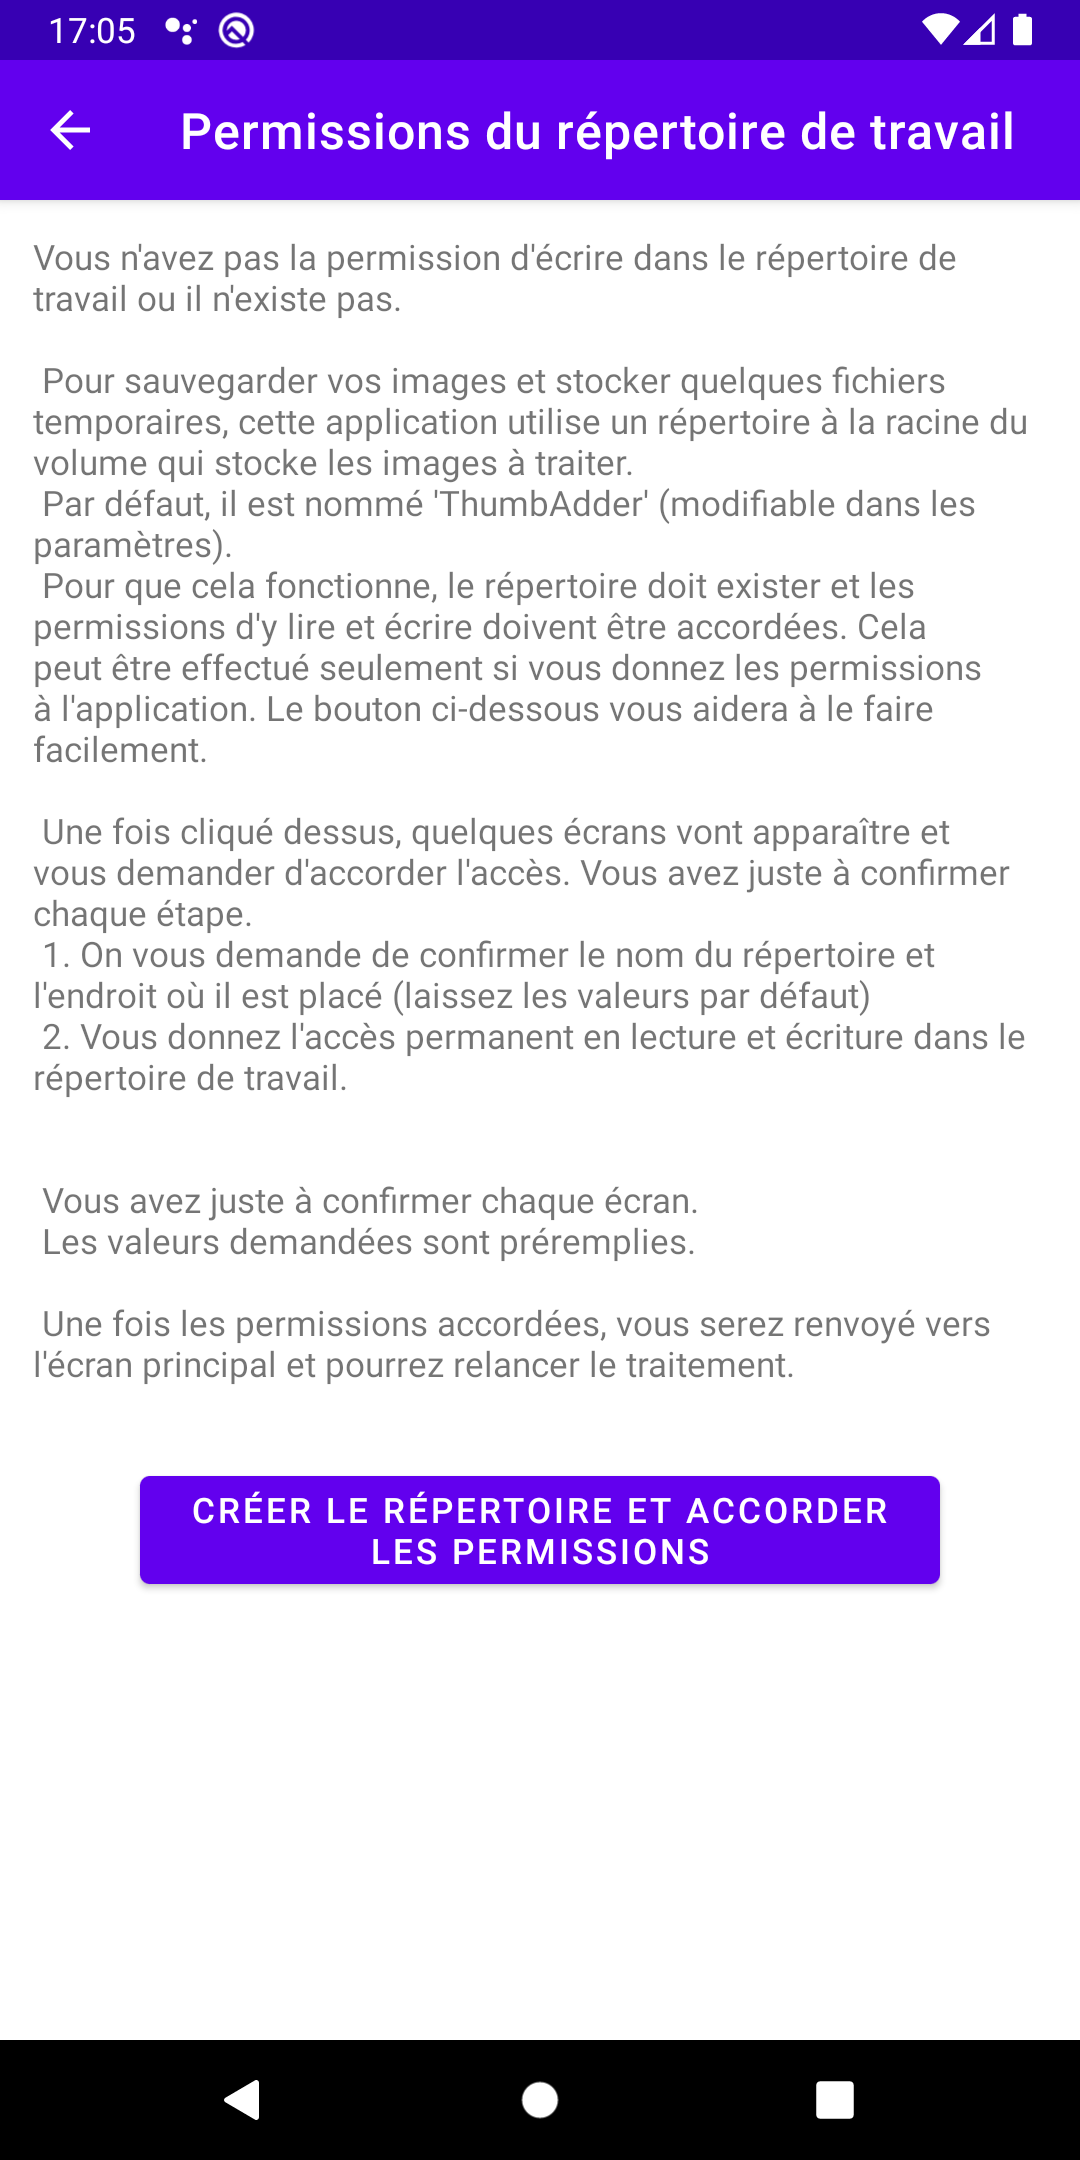 17:05
Permissions du répertoire de travail
Vous n'avez pas la permission d'écrire dans le répertoire de
travail ou il n'existe pas.
Pour sauvegarder vos images et stocker quelques fichiers
temporaires, cette application utilise un répertoire à la racine du
volume qui stocke les images à traiter.
Par défaut, il est nommé 'ThumbAdder' (modifiable dans les
paramètres).
Pour que cela fonctionne, le répertoire doit exister et les
permissions d'y lire et écrire doivent être accordées. Cela
peut être effectué seulement si vous donnez les permissions
à l'application. Le bouton ci-dessous vous aidera à le faire
facilement.
Une fois cliqué dessus, quelques écrans vont apparaître et
vous demander d'accorder l'accès. Vous avez juste à confirmer
chaque étape.
1. On vous demande de confirmer le nom du répertoire et
l'endroit où il est placé (laissez les valeurs par défaut)
2. Vous donnez l'accès permanent en lecture et écriture dans le
répertoire de travail.
Vous avez juste à confirmer chaque écran.
Les valeurs demandées sont préremplies.
Une fois les permissions accordées, vous serez renvoyé vers
l'écran principal et pourrez relancer le traitement.
CRÉER LE RÉPERTOIRE ET ACCORDER
LES PERMISSIONS